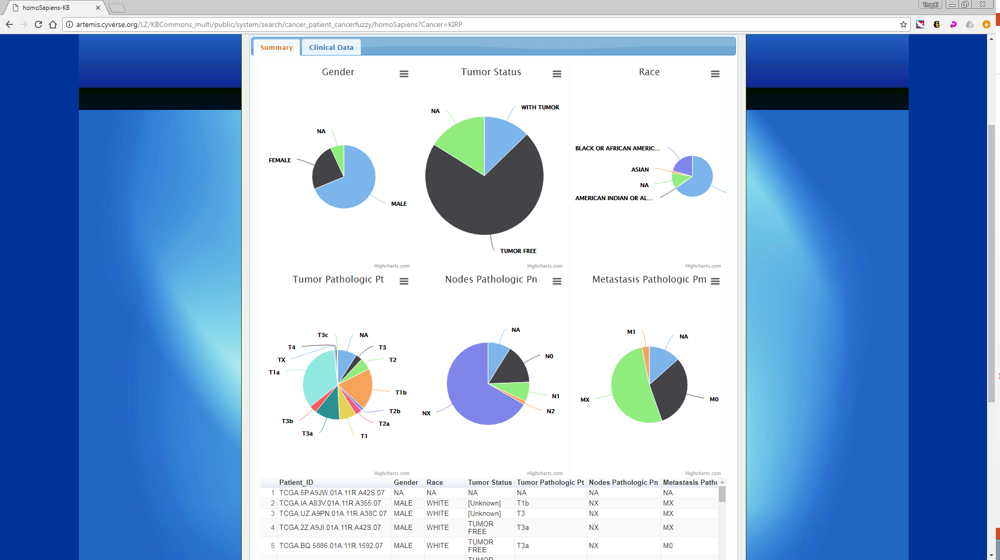 homoSapiens-KB
Trupti
artemis.cyverse.org/LZ/KBCommons_multi/public/system/search/cancer_patient_cancerfuzzy/homoSapiens?Cancer=KIRP
Summary Clinical Data
Gender
NA
FEMALE
MALE
Highcharts.com
Tumor Status
NA
WITH TUMOR
TUMOR FREE
Highcharts.com
Race
BLACK OR AFRICAN AMERIC...
ASIAN
NA
AMERICAN INDIAN OR AL...
Highcharts.com
Tumor Pathologic Pt
T3c
NA
T4
T3
TX
T2
T1a
T1b
T2b
T3b
T2a
T3a
T1
Highcharts.com
Nodes Pathologic Pn
NA
N0
N1
N2
NX
Highcharts.com
Metastasis Pathologic Pm
M1
NA
MX
M0
Highcharts.com
Patient_ID Gender Race Tumor Status Tumor Pathologic Pt Nodes Pathologic Pn Metastasis Patho
1 TCGA.5P.A9JW.01A.11R.A42S.07 NA NA NA NA NA NA
2 TCGA.IA.A83V.01A.11R.A355.07 MALE WHITE [Unknown] T1b NX MX
3 TCGA.UZ.A9PN.01A.11R.A38C.07 MALE WHITE [Unknown] T3 NX MX
4 TCGA.2Z.A9JI.01A.11R.A42S.07 MALE WHITE TUMOR FREE T3a NX MX
5 TCGA.BQ.5886.01A.11R.1592.07 MALE WHITE TUMOR FREE T3a NX M0
TUMOR